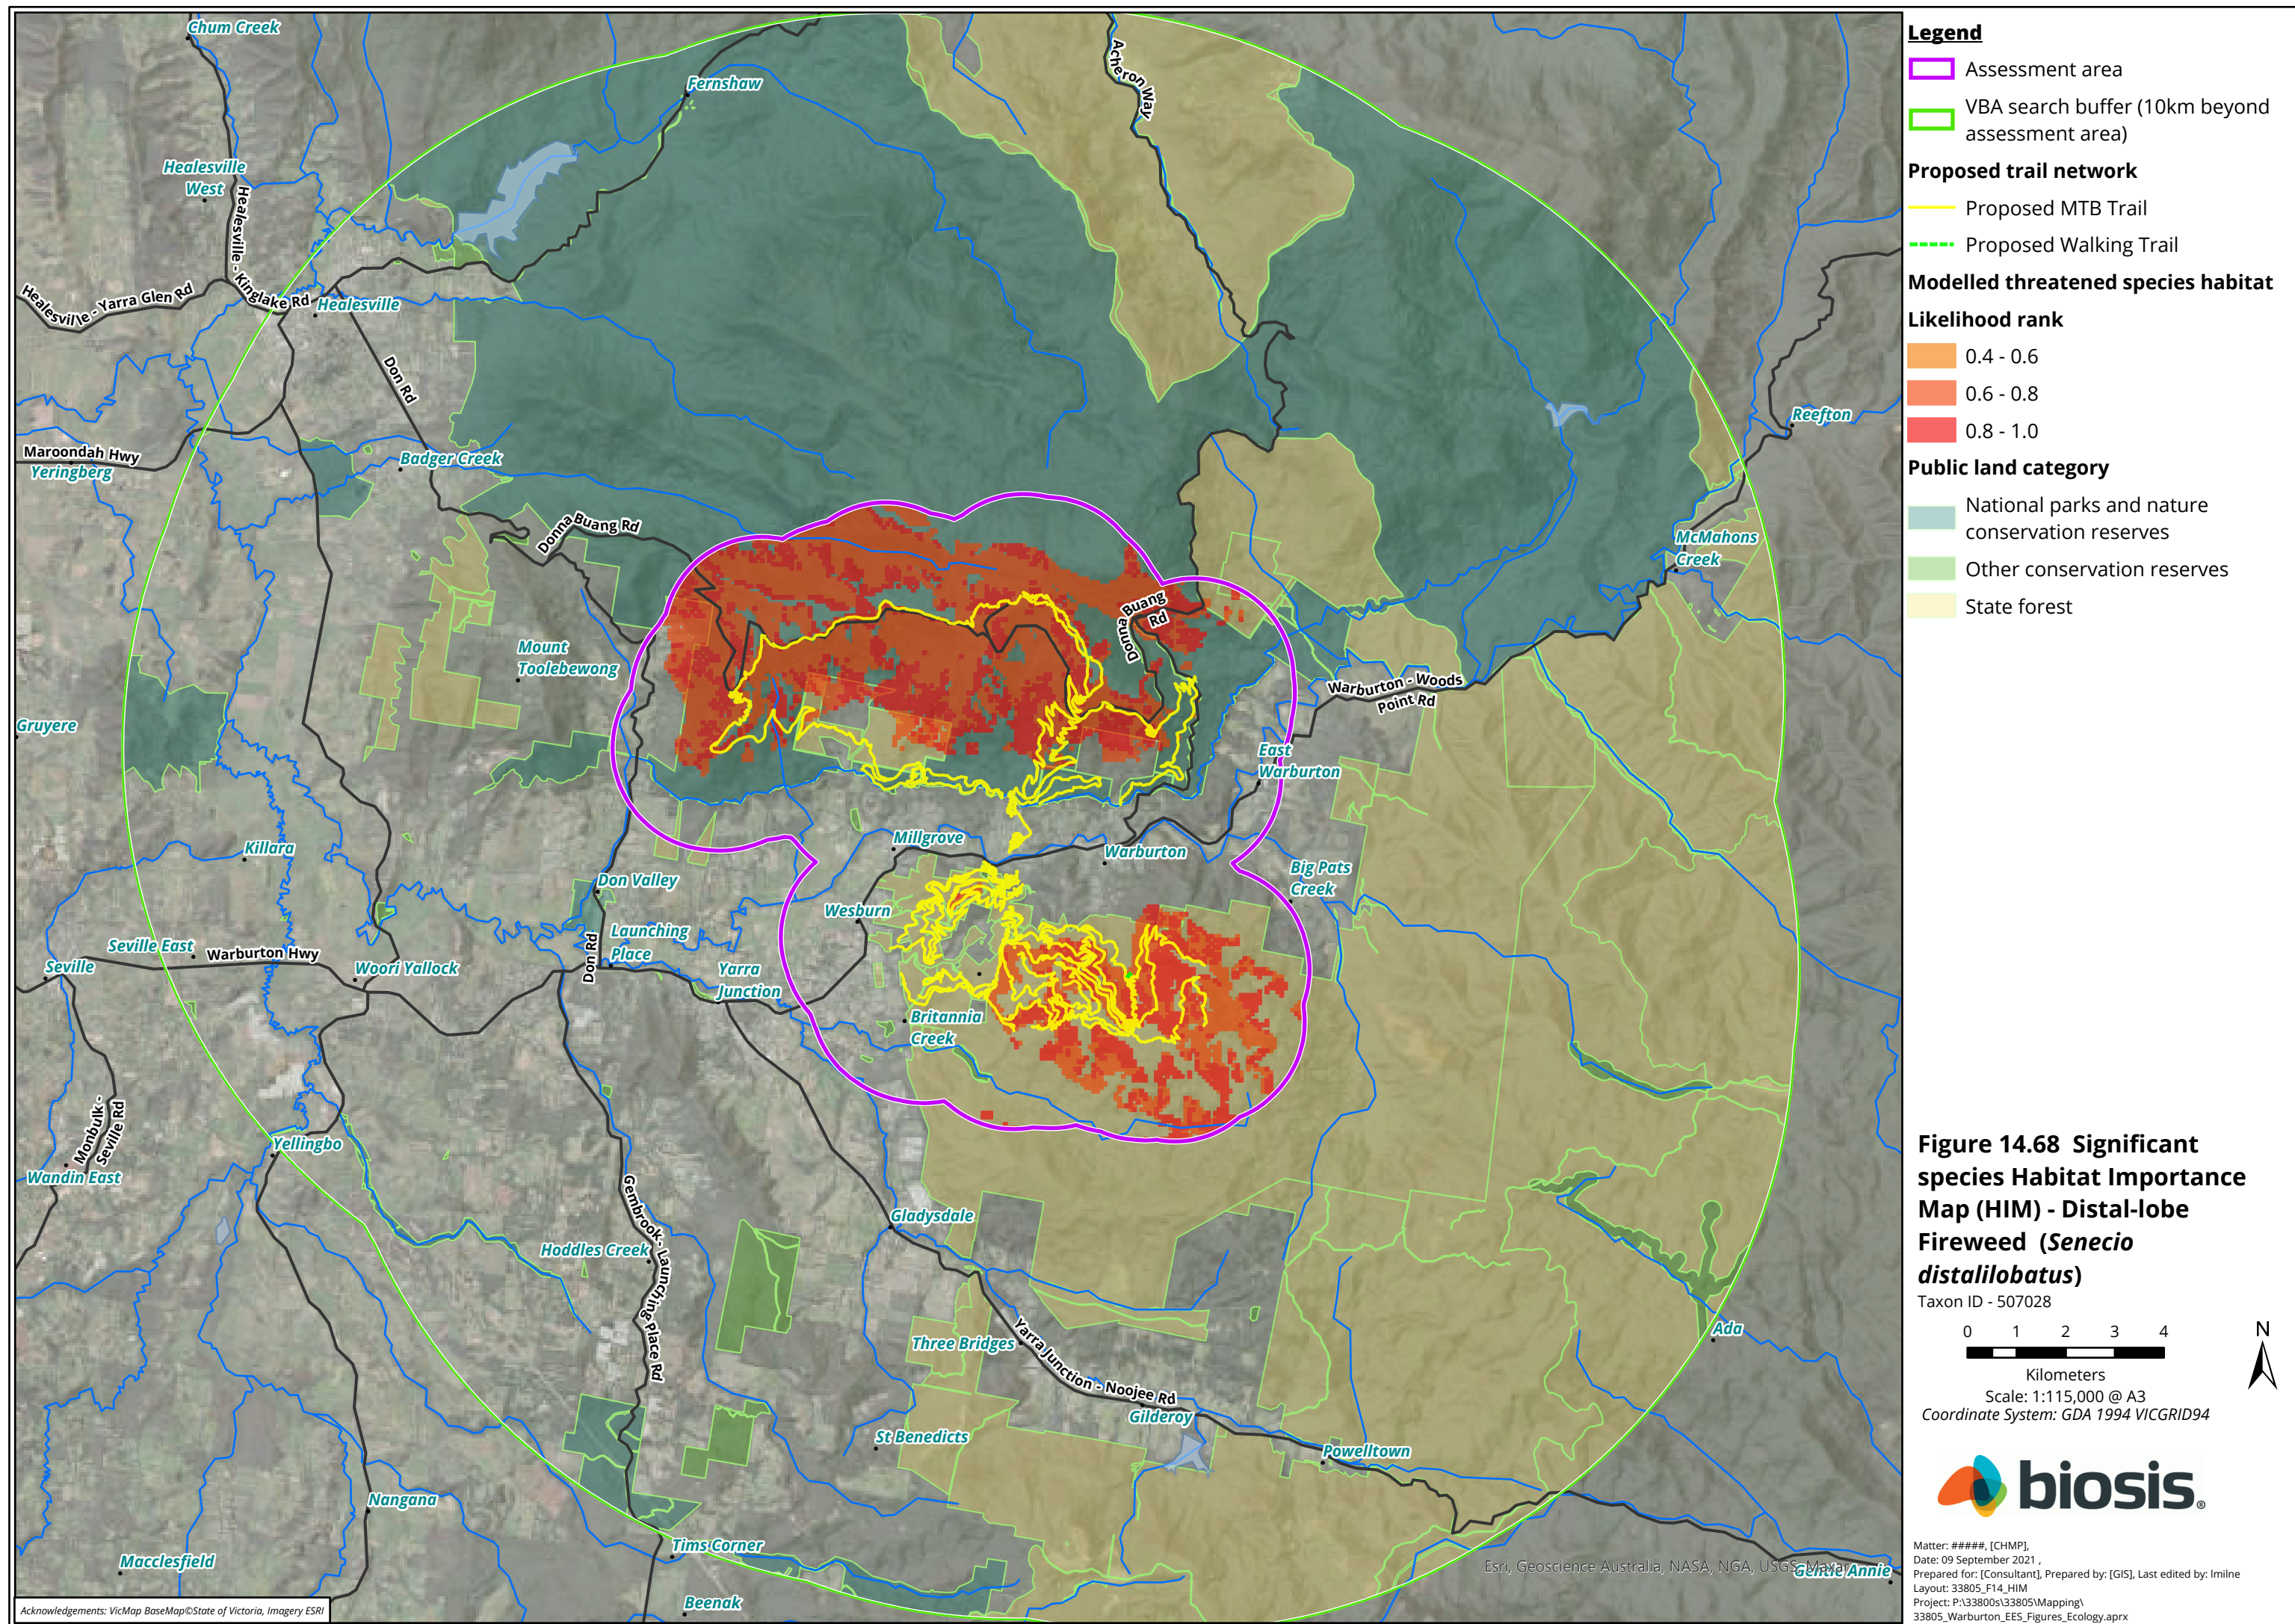 Chum Creek
Fernshaw
Acheron Way
Healesville
West
Healesville - Kinglake Rd
Healesville - Yarra Glen Rd
Healesville
Don Rd
Maroondah Hwy
Yeringberg
Badger Creek
Reefton
Donna Buang Rd
McMahons
Creek
Buang
Rd
Donna
Mount
Toolebewong
Warburton - Woods
Point Rd
Gruyere
East
Warburton
Killara
Millgrove
Warburton
Big Pats
Creek
Don Valley
Wesburn
Launching
Place
Seville East
Warburton Hwy
Seville
Woori Yallock
Don Rd
Yarra
Junction
Britannia
Creek
Monbulk -
Seville Rd
Yellingbo
Wandin East
Gembrook - Launching Place Rd
Gladysdale
Hoddles Creek
Three Bridges
Yarra Junction - Noojee Rd
Ada
Gilderoy
St Benedicts
Powelltown
Nangana
Tims Corner
Macclesfield
Beenak
Esri, Geoscience Australia, NASA, NGA, USGS, Maxar
Gentle Annie
Acknowledgements: VicMap BaseMap©State of Victoria, Imagery ESRI
Legend
Assessment area
VBA search buffer (10km beyond
assessment area)
Proposed trail network
Proposed MTB Trail
Proposed Walking Trail
Modelled threatened species habitat
Likelihood rank
0.4 - 0.6
0.6 - 0.8
0.8 - 1.0
Public land category
National parks and nature
conservation reserves
Other conservation reserves
State forest
Figure 14.68 Significant
species Habitat Importance
Map (HIM) - Distal-lobe
Fireweed (Senecio
distalilobatus)
Taxon ID - 507028
0 1 2 3 4
N
Kilometers
Scale: 1:115,000 @ A3
Coordinate System: GDA 1994 VICGRID94
biosis®
Matter: #####, [CHMP],
Date: 09 September 2021 ,
Prepared for: [Consultant], Prepared by: [GIS], Last edited by: lmilne
Layout: 33805_F14_HIM
Project: P:\33800s\33805\Mapping\
33805_Warburton_EES_Figures_Ecology.aprx